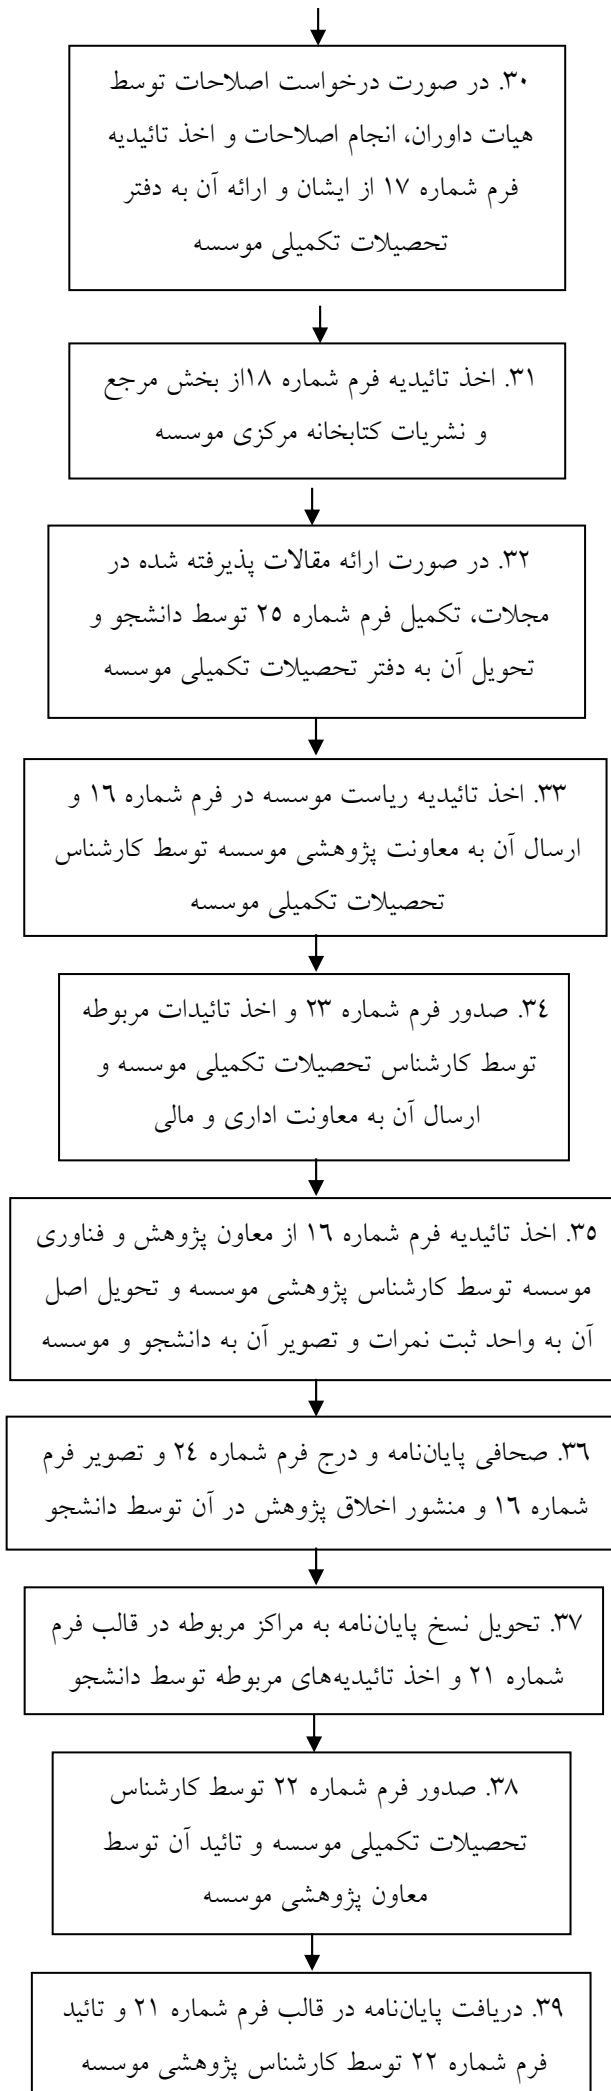 ۳۰. در صورت درخواست اصلاحات توسط
هیات داوران، انجام اصلاحات و اخذ تائیدیه
فرم شماره ۱۷ از ایشان و ارائه آن به دفتر
تحصیلات تکمیلی موسسه
۳۱. اخذ تائیدیه فرم شماره ۱۸از بخش مرجع
و نشریات کتابخانه مرکزی موسسه
۳۲. در صورت ارائه مقالات پذیرفته شده در
مجلات، تکمیل فرم شماره ۲۵ توسط دانشجو و
تحویل آن به دفتر تحصیلات تکمیلی موسسه
۳۳. اخذ تائیدیه ریاست موسسه در فرم شماره ۱۶ و
ارسال آن به معاونت پژوهشی موسسه توسط کارشناس
تحصیلات تکمیلی موسسه
۳۴. صدور فرم شماره ۲۳ و اخذ تائیدات مربوطه
توسط کارشناس تحصیلات تکمیلی موسسه و
ارسال آن به معاونت اداری و مالی
۳۵. اخذ تائیدیه فرم شماره ۱۶ از معاون پژوهش و فناوری
موسسه توسط کارشناس پژوهشی موسسه و تحویل اصل
آن به واحد ثبت نمرات و تصویر آن به دانشجو و موسسه
۳۶. صحافی پایان‌نامه و درج فرم شماره ۲۴ و تصویر فرم
شماره ۱۶ و منشور اخلاق پژوهش در آن توسط دانشجو
۳۷. تحویل نسخ پایان‌نامه به مراکز مربوطه در قالب فرم
شماره ۲۱ و اخذ تائیدیه‌های مربوطه توسط دانشجو
۳۸. صدور فرم شماره ۲۲ توسط کارشناس
تحصیلات تکمیلی موسسه و تائید آن توسط
معاون پژوهشی موسسه
۳۹. دریافت پایان‌نامه در قالب فرم شماره ۲۱ و تائید
فرم شماره ۲۲ توسط کارشناس پژوهشی موسسه